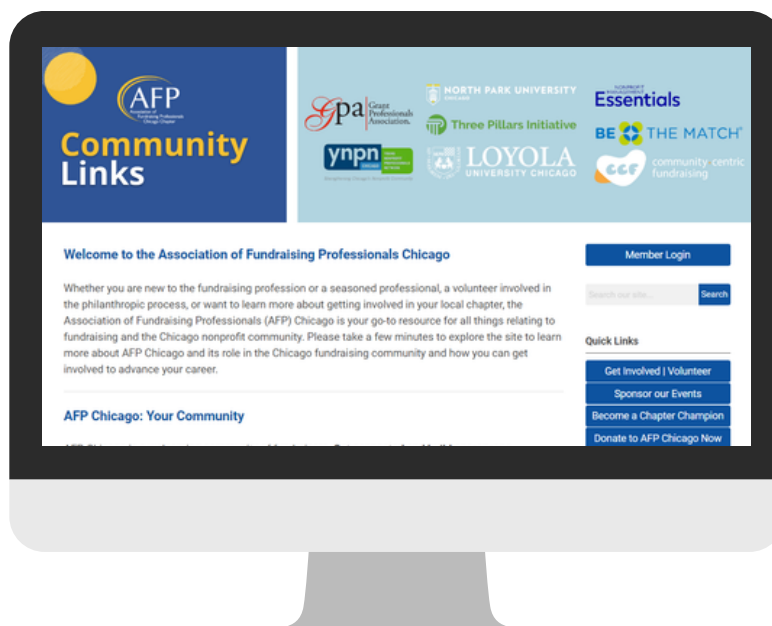 AFP
Association of
Fundraising Professionals
Chicago Chapter
Community
Links
Gpa Grant
Professionals
Association.
ynpn
NORTH PARK UNIVERSITY
CHICAGO
Three Pillars Initiative
LOYOLA
UNIVERSITY CHICAGO
NONPROFIT
MANAGEMENT
Essentials
BE THE MATCH®
ccf community centric
fundraising
Welcome to the Association of Fundraising Professionals Chicago
Whether you are new to the fundraising profession or a seasoned professional, a volunteer involved in
the philanthropic process, or want to learn more about getting involved in your local chapter, the
Association of Fundraising Professionals (AFP) Chicago is your go-to resource for all things relating to
fundraising and the Chicago nonprofit community. Please take a few minutes to explore the site to learn
more about AFP Chicago and its role in the Chicago fundraising community and how you can get
involved to advance your career.
AFP Chicago: Your Community
Member Login
Search our site...
Search
Quick Links
Get Involved | Volunteer
Sponsor our Events
Become a Chapter Champion
Donate to AFP Chicago Now